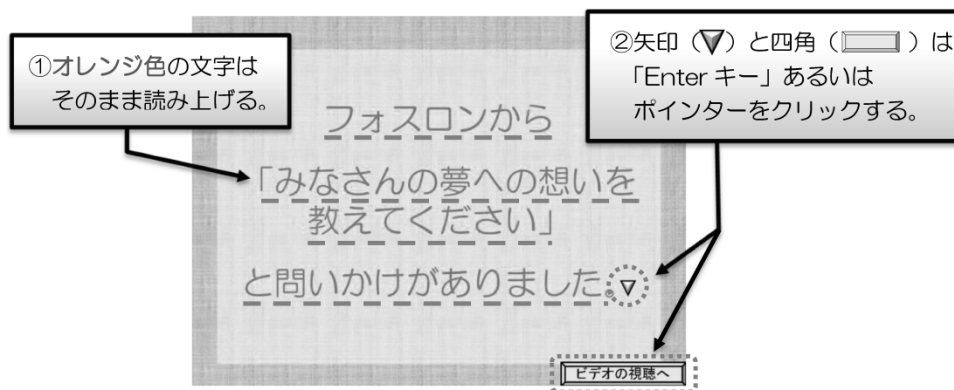 ①オレンジ色の文字は
そのまま読み上げる。
②矢印（▽）と四角（ ）は
「Enter キー」あるいは
ポインターをクリックする。
フォスロンから
「みなさんの夢への想いを
教えてください」
と問いかけがありました。▽
ビデオの視聴へ